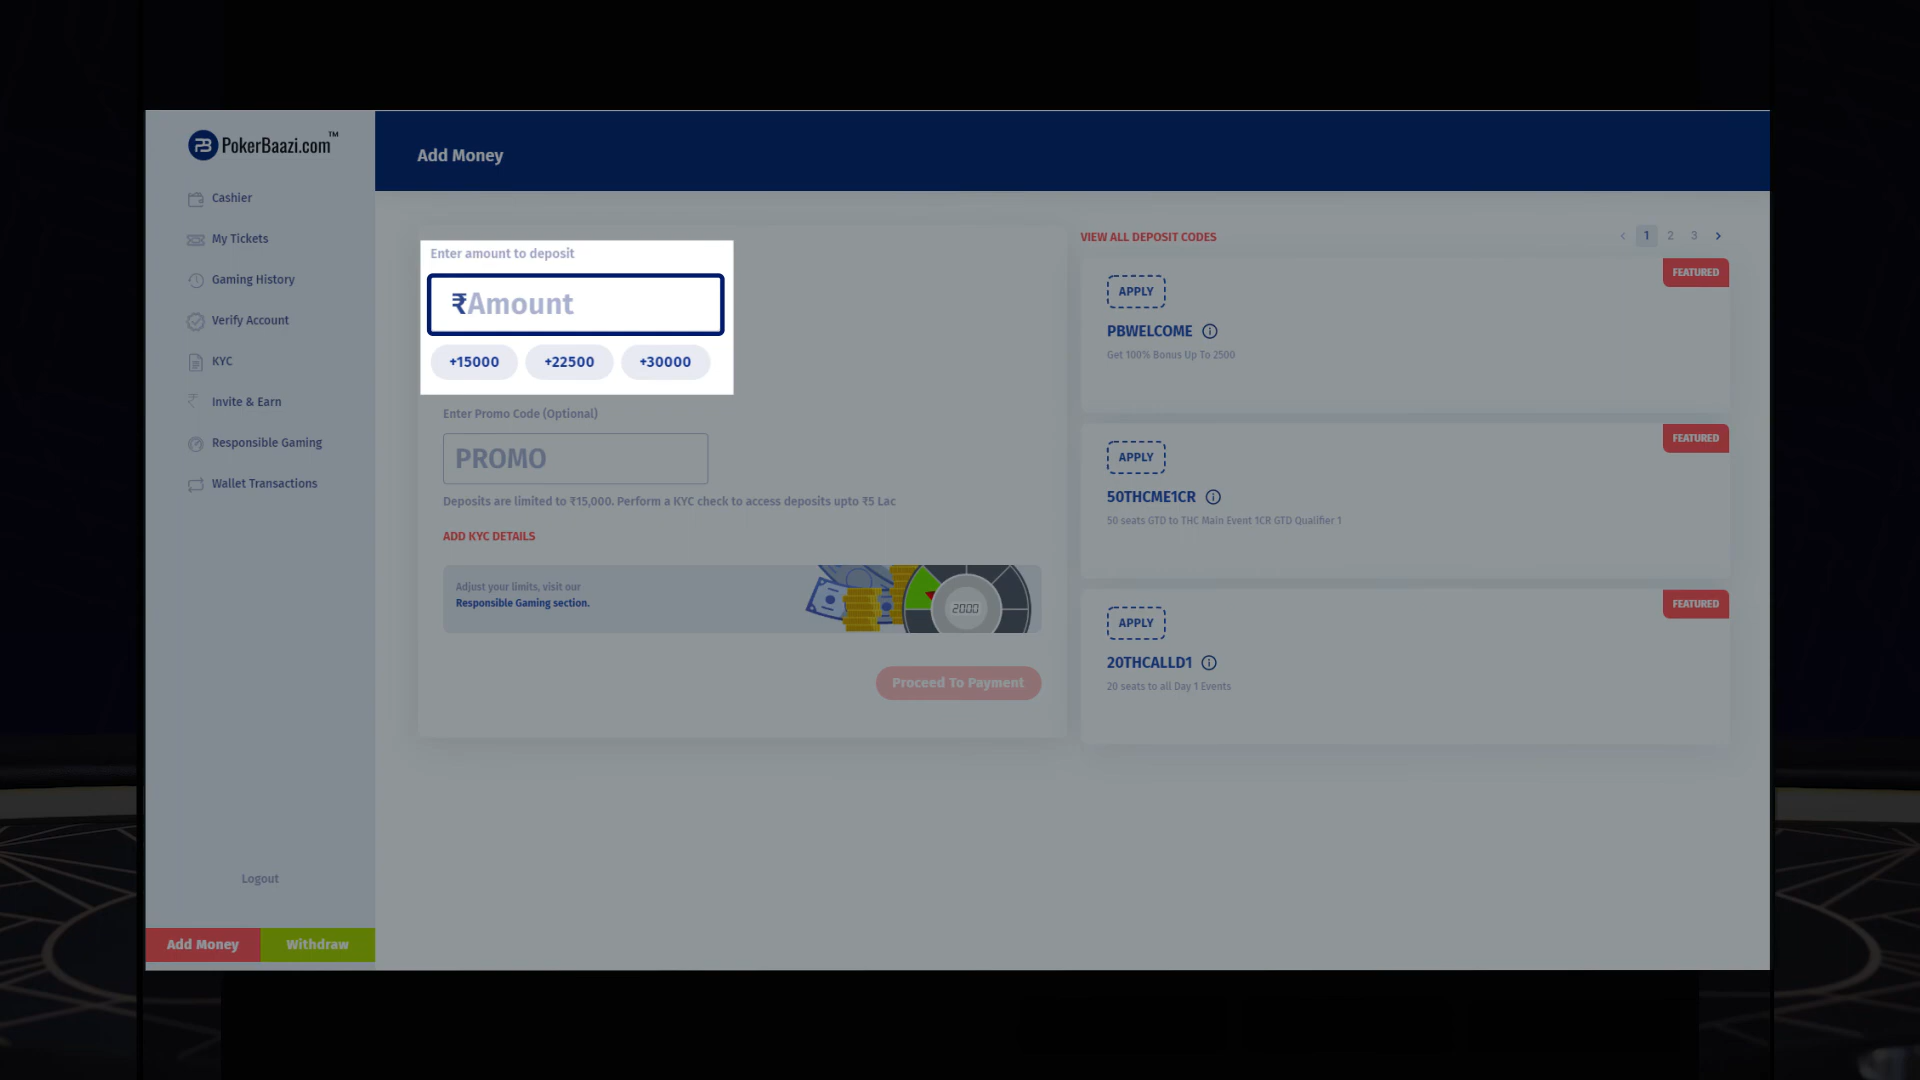 PokerBaazi.com™
Cashier
My Tickets
Gaming History
Verify Account
KYC
Invite & Earn
Responsible Gaming
Wallet Transactions
Logout
Add Money
Withdraw
Add Money
Enter amount to deposit
₹Amount
+15000 +22500 +30000
Enter Promo Code (Optional)
PROMO
Deposits are limited to ₹15,000. Perform a KYC check to access deposits upto ₹5 Lac
ADD KYC DETAILS
Adjust your limits, visit our
Responsible Gaming section.
2000
Proceed To Payment
VIEW ALL DEPOSIT CODES
1 2 3
FEATURED
APPLY
PBWELCOME
Get 100% Bonus Up To 2500
FEATURED
APPLY
50THCME1CR
50 seats GTD to THC Main Event 1CR GTD Qualifier 1
FEATURED
APPLY
20THCALLD1
20 seats to all Day 1 Events